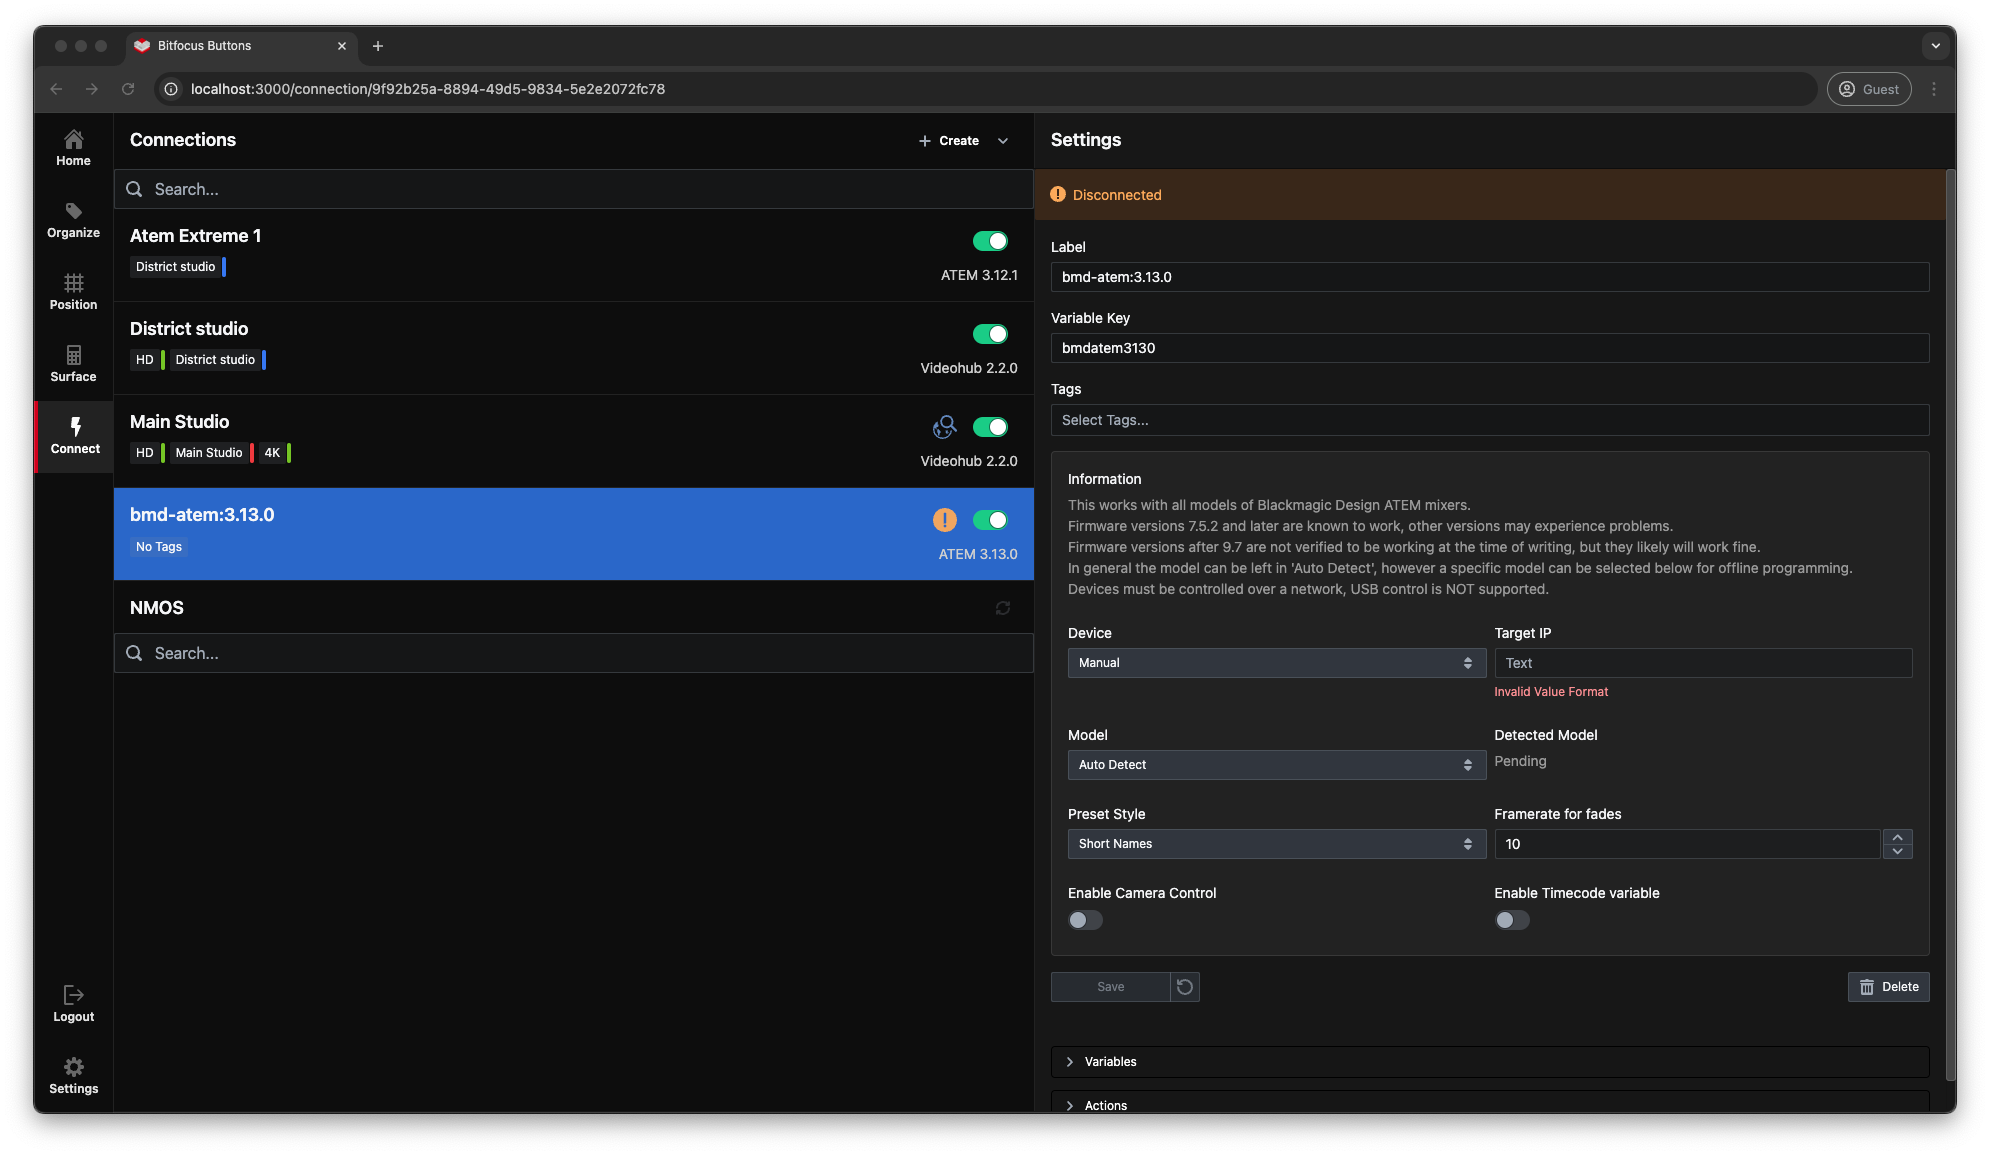 Bitfocus Buttons
localhost:3000/connection/9f92b25a-8894-49d5-9834-5e2e2072fc78
Guest
Home
Organize
Position
Surface
Connect
Logout
Settings
Connections
Create
Search...
Atem Extreme 1
District studio
ATEM 3.12.1
District studio
HD District studio
Videohub 2.2.0
Main Studio
HD Main Studio 4K
Videohub 2.2.0
bmd-atem:3.13.0
No Tags
ATEM 3.13.0
NMOS
Search...
Settings
Disconnected
Label
bmd-atem:3.13.0
Variable Key
bmdatem3130
Tags
Select Tags...
Information
This works with all models of Blackmagic Design ATEM mixers.
Firmware versions 7.5.2 and later are known to work, other versions may experience problems.
Firmware versions after 9.7 are not verified to be working at the time of writing, but they likely will work fine.
In general the model can be left in 'Auto Detect', however a specific model can be selected below for offline programming.
Devices must be controlled over a network, USB control is NOT supported.
Device
Manual
Target IP
Text
Invalid Value Format
Model
Auto Detect
Detected Model
Pending
Preset Style
Short Names
Framerate for fades
10
Enable Camera Control
Enable Timecode variable
Save
Delete
Variables
Actions